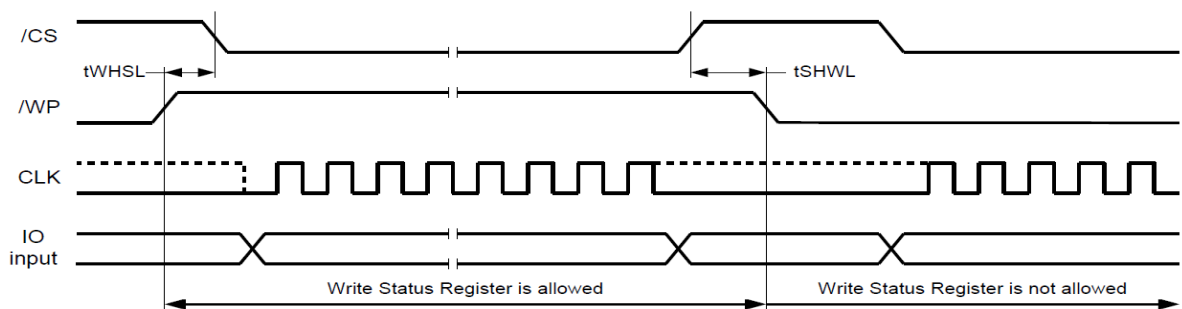 /CS
tWHSL
tSHWL
/WP
CLK
IO
input
Write Status Register is allowed
Write Status Register is not allowed